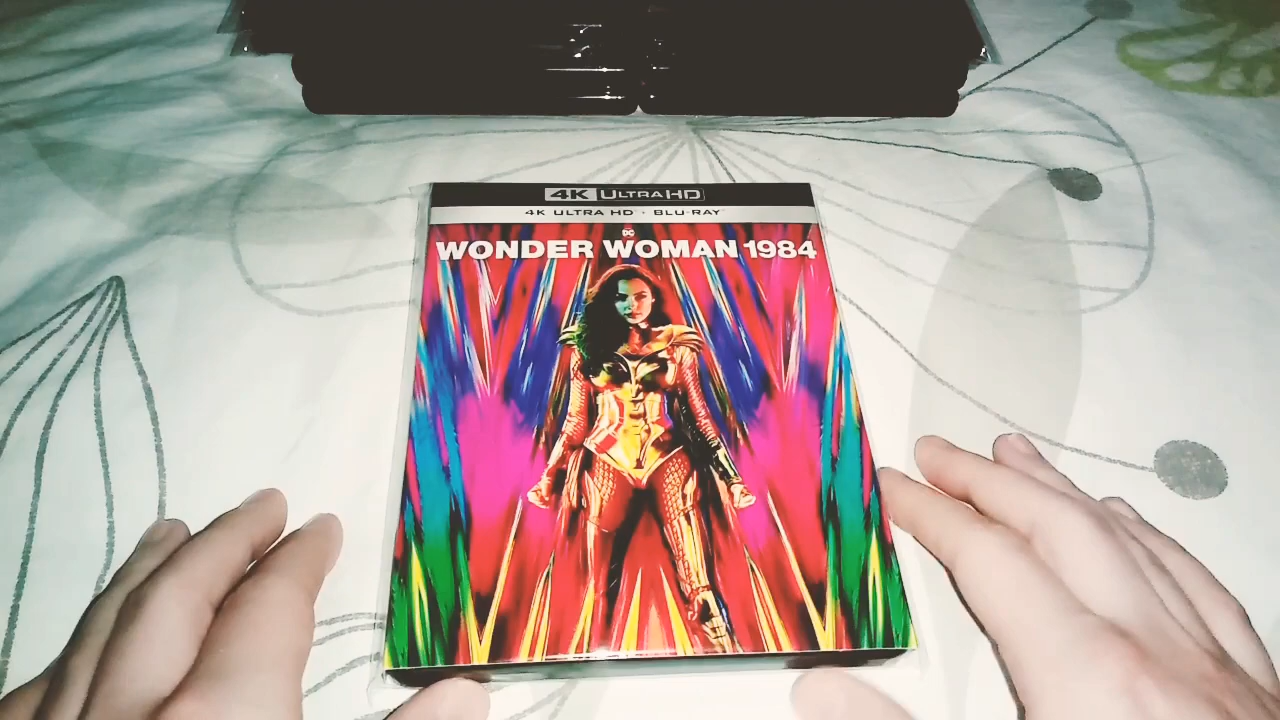 4K ULTRA HD
4K ULTRA HD · BLU-RAY
DC
WONDER WOMAN 1984